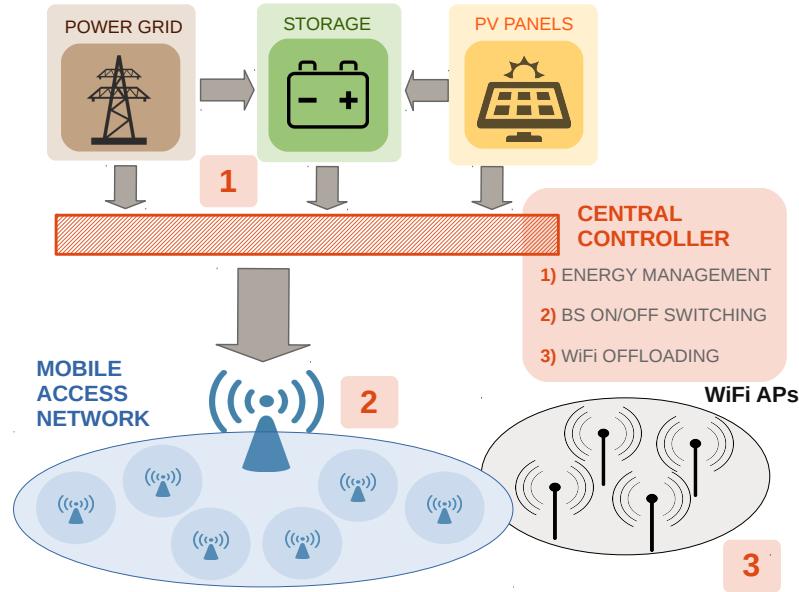 POWER GRID
STORAGE
PV PANELS
1
CENTRAL
CONTROLLER
1) ENERGY MANAGEMENT
2) BS ON/OFF SWITCHING
3) WiFi OFFLOADING
MOBILE
ACCESS
NETWORK
2
WiFi APs
3